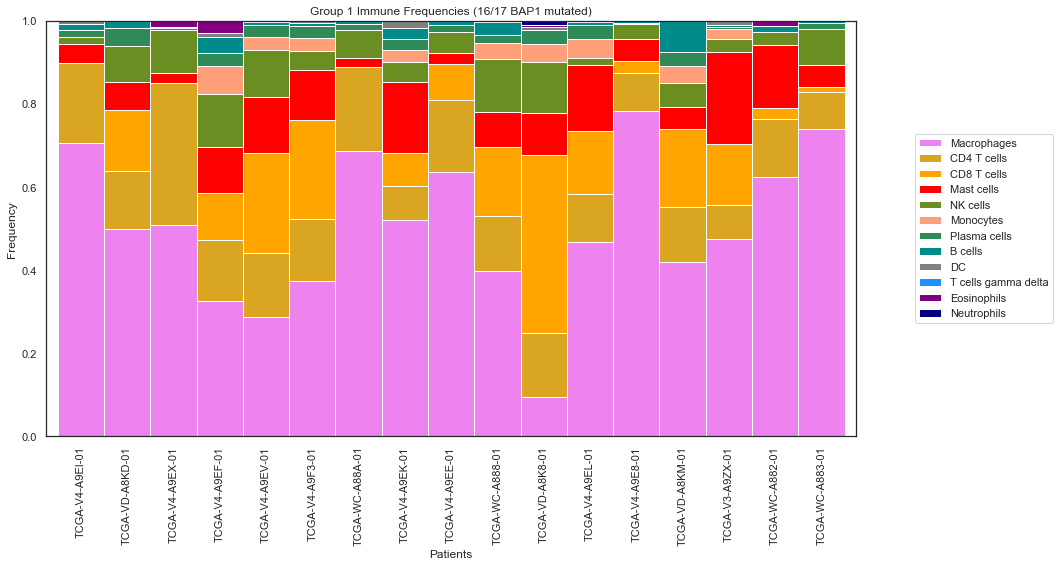 Group 1 Immune Frequencies (16/17 BAP1 mutated)
1.0
0.8
0.6
0.4
0.2
0.0
Frequency
TCGA-V4-A9EI-01
TCGA-VD-A8KD-01
TCGA-V4-A9EX-01
TCGA-V4-A9EF-01
TCGA-V4-A9EV-01
TCGA-V4-A9F3-01
TCGA-WC-A88A-01
TCGA-V4-A9EK-01
TCGA-V4-A9EE-01
TCGA-WC-A888-01
TCGA-VD-A8K8-01
TCGA-V4-A9EL-01
TCGA-V4-A9E8-01
TCGA-VD-A8KM-01
TCGA-V3-A9ZX-01
TCGA-WC-A882-01
TCGA-WC-A883-01
Patients
Macrophages
CD4 T cells
CD8 T cells
Mast cells
NK cells
Monocytes
Plasma cells
B cells
DC
T cells gamma delta
Eosinophils
Neutrophils